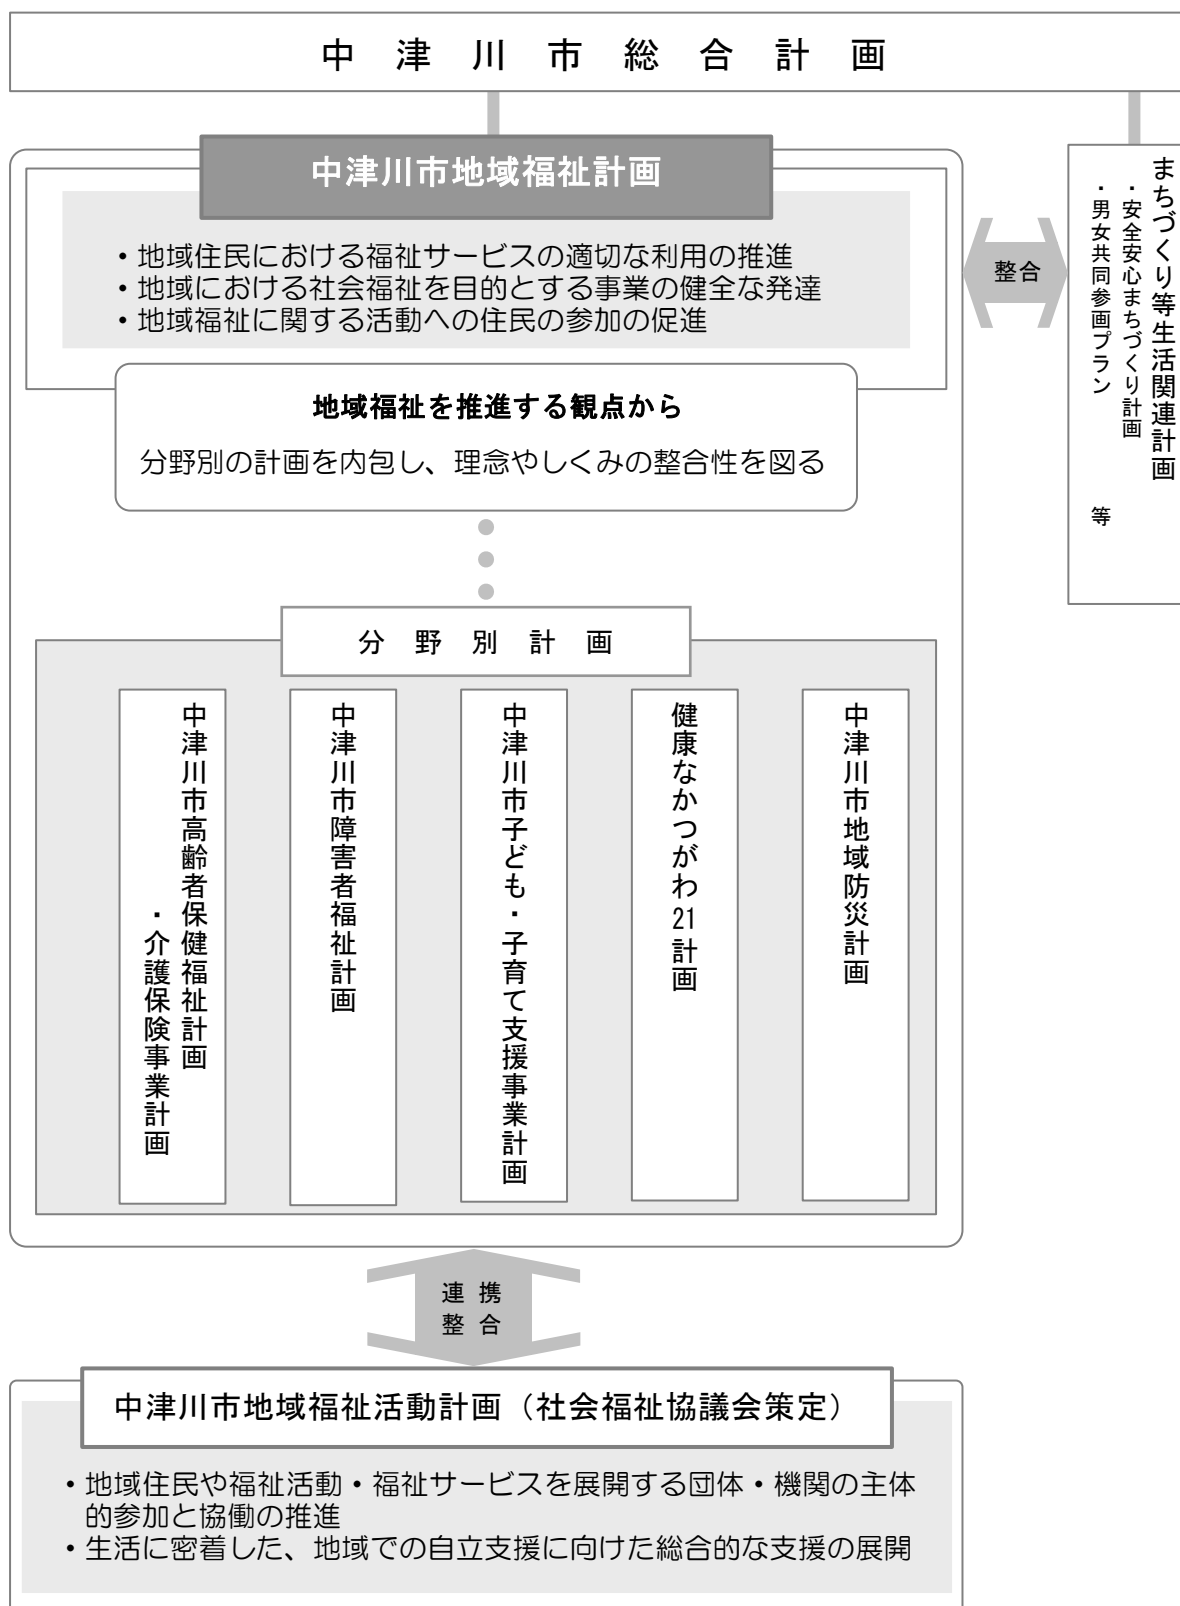 中津川市総合計画
中津川市地域福祉計画
・地域住民における福祉サービスの適切な利用の推進
・地域における社会福祉を目的とする事業の健全な発達
・地域福祉に関する活動への住民の参加の促進
整合
まちづくり等生活関連計画
・安全安心まちづくり計画
・男女共同参画プラン 等
地域福祉を推進する観点から
分野別の計画を内包し、理念やしくみの整合性を図る
分野別計画
中津川市高齢者保健福祉計画
・介護保険事業計画
中津川市障害者福祉計画
中津川市子ども・子育て支援事業計画
健康なかつがわ21計画
中津川市地域防災計画
連携
整合
中津川市地域福祉活動計画（社会福祉協議会策定）
・地域住民や福祉活動・福祉サービスを展開する団体・機関の主体
的参加と協働の推進
・生活に密着した、地域での自立支援に向けた総合的な支援の展開